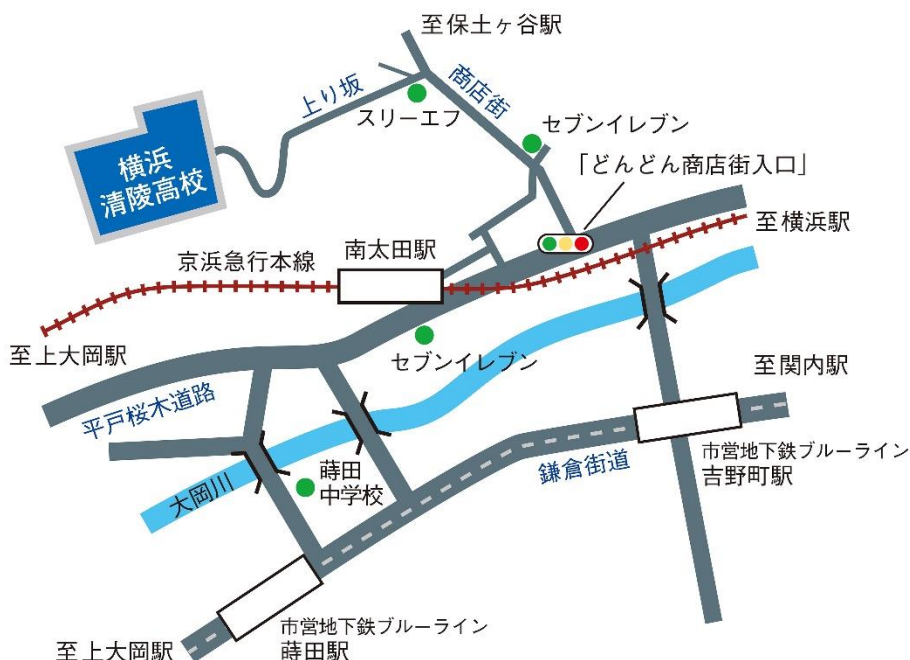 至保土ヶ谷駅
上り坂
商店街
スリーエフ
セブンイレブン
横浜
清陵高校
「どんどん商店街入口」
至横浜駅
南太田駅
京浜急行本線
至上大岡駅
セブンイレブン
至関内駅
平戸桜木道路
市営地下鉄ブルーライン
吉野町駅
鎌倉街道
蒔田
中学校
大岡川
市営地下鉄ブルーライン
蒔田駅
至上大岡駅